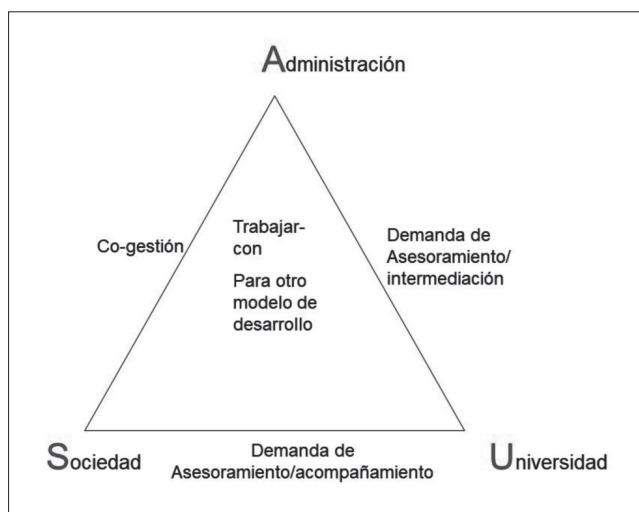 Administración
Co-gestión
Trabajar-
con
Para otro
modelo de
desarrollo
Demanda de
Asesoramiento/
intermediación
Sociedad
Demanda de
Asesoramiento/acompañamiento
Universidad